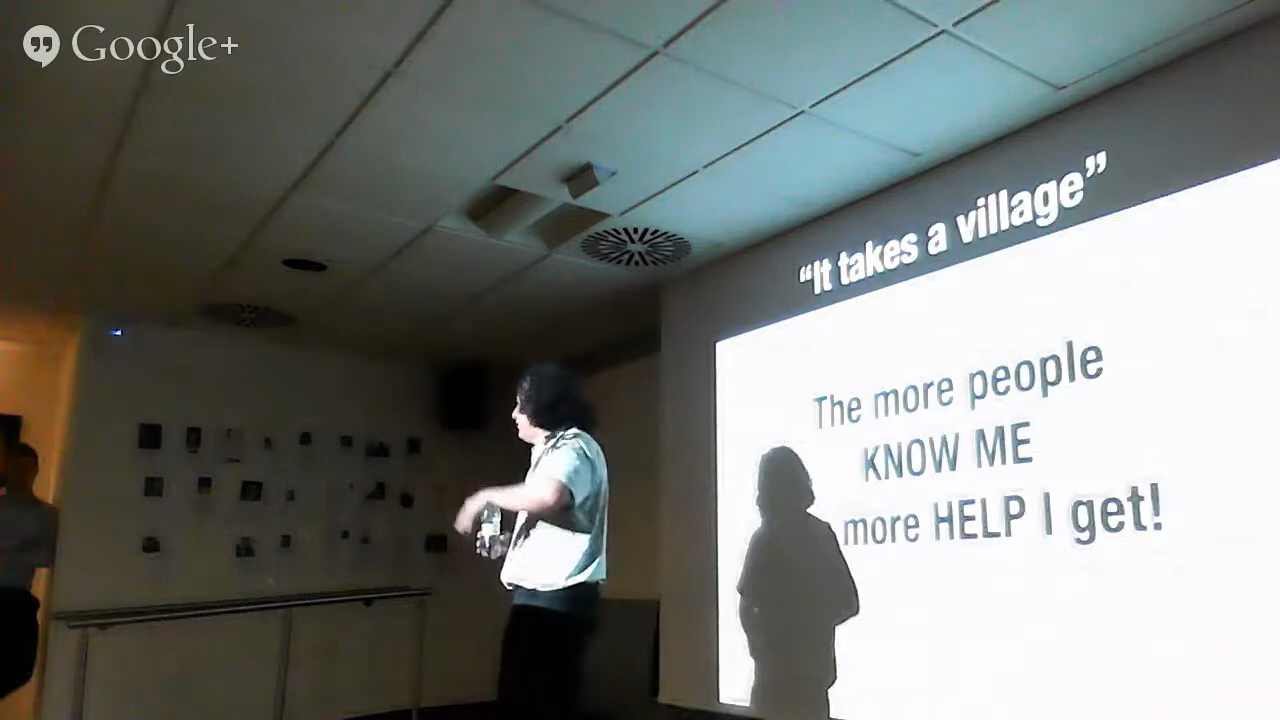 Google+
“It takes a village”
The more people
KNOW ME
more HELP I get!